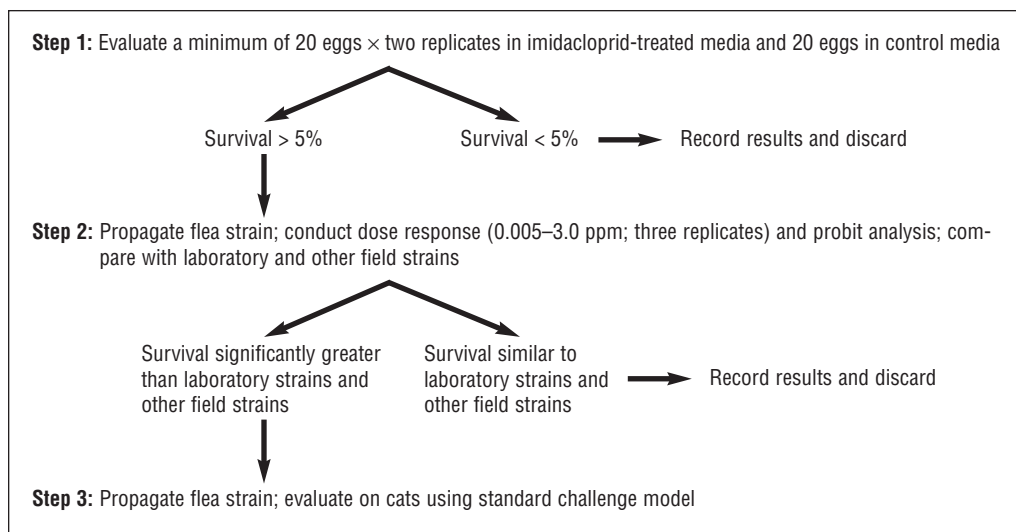 Step 1: Evaluate a minimum of 20 eggs × two replicates in imidacloprid-treated media and 20 eggs in control media
Survival > 5%
Survival < 5%
Record results and discard
Step 2: Propagate flea strain; conduct dose response (0.005–3.0 ppm; three replicates) and probit analysis; com-
pare with laboratory and other field strains
Survival significantly greater
than laboratory strains and
other field strains
Survival similar to
laboratory strains and
other field strains
Record results and discard
Step 3: Propagate flea strain; evaluate on cats using standard challenge model